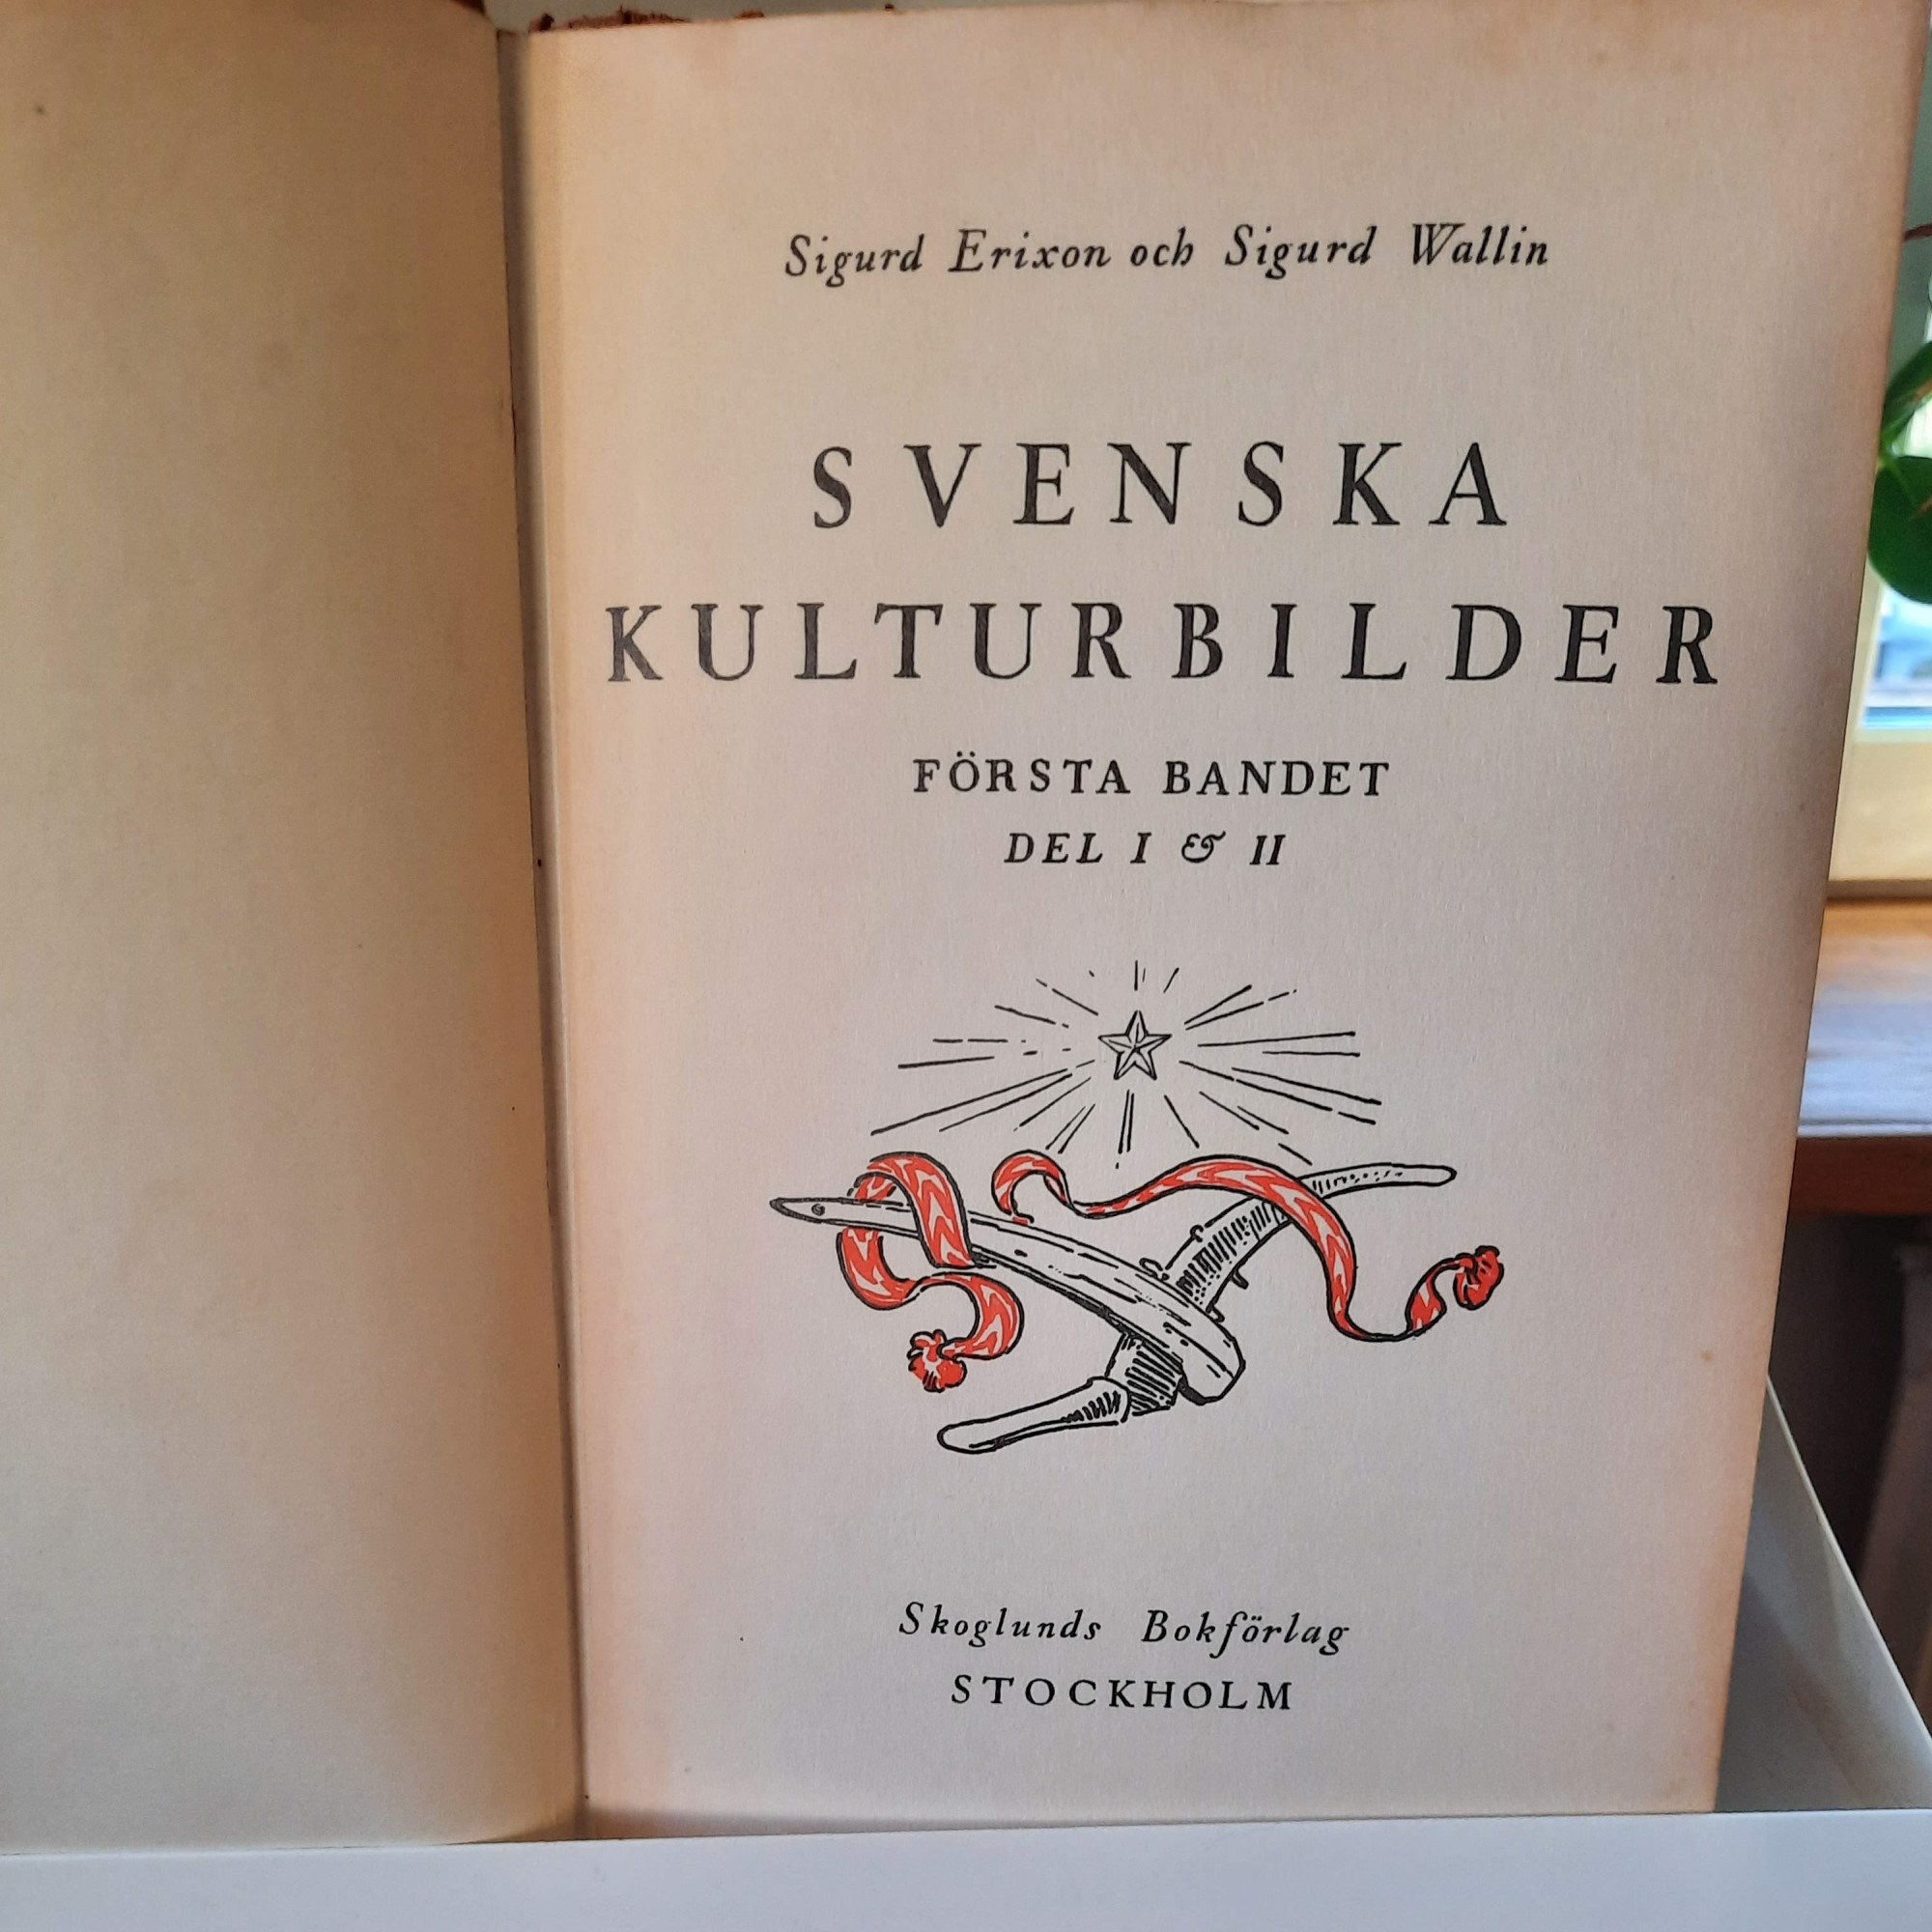 Sigurd Erixon och Sigurd Wallin
SVENSKA
KULTURBILDER
FÖRSTA BANDET
DEL I & II
Skoglunds Bokförlag
STOCKHOLM